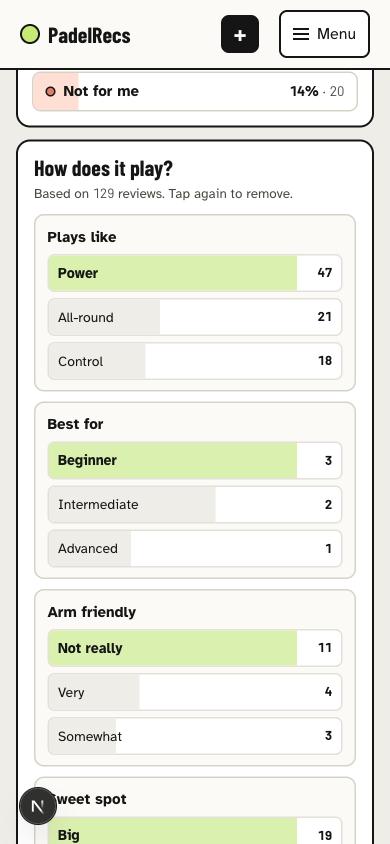 PadelRecs
+
Menu
Not for me 14% · 20
How does it play?
Based on 129 reviews. Tap again to remove.
Plays like
Power 47
All-round 21
Control 18
Best for
Beginner 3
Intermediate 2
Advanced 1
Arm friendly
Not really 11
Very 4
Somewhat 3
Sweet spot
N
Big 19